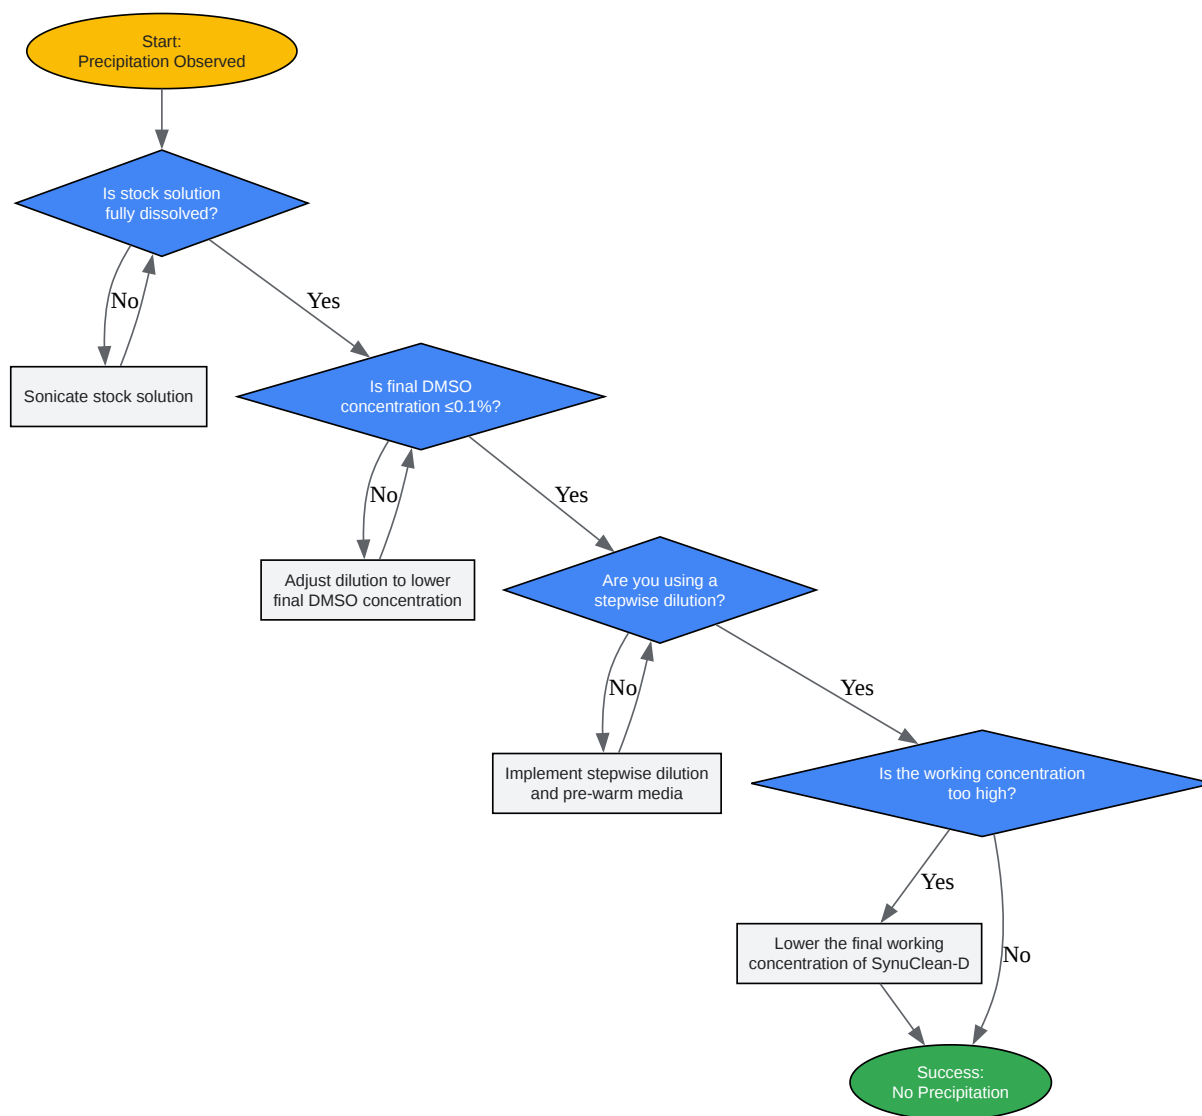 Start:
Precipitation Observed
Is stock solution
fully dissolved?
No
Yes
Sonicate stock solution
Is final DMSO
concentration ≤0.1%?
No
Yes
Adjust dilution to lower
final DMSO concentration
Are you using a
stepwise dilution?
No
Yes
Implement stepwise dilution
and pre-warm media
Is the working concentration
too high?
Yes
Lower the final working
concentration of SynuClean-D
No
Success:
No Precipitation